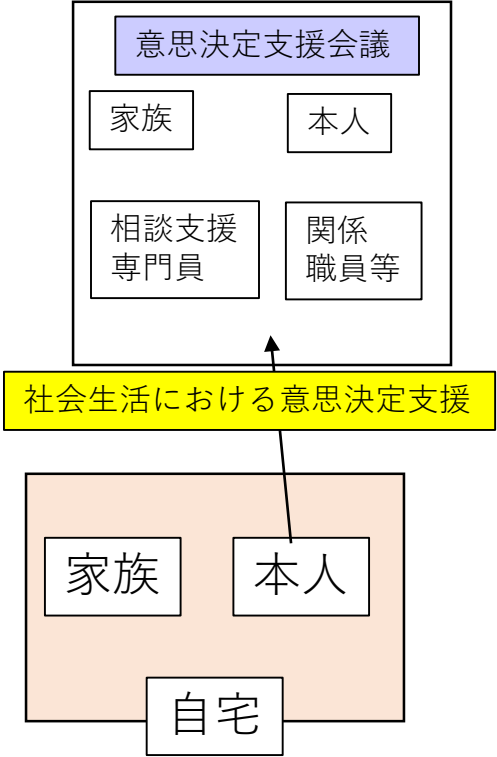 意思決定支援会議
家族
本人
相談支援
専門員
関係
職員等
社会生活における意思決定支援
家族
本人
自宅